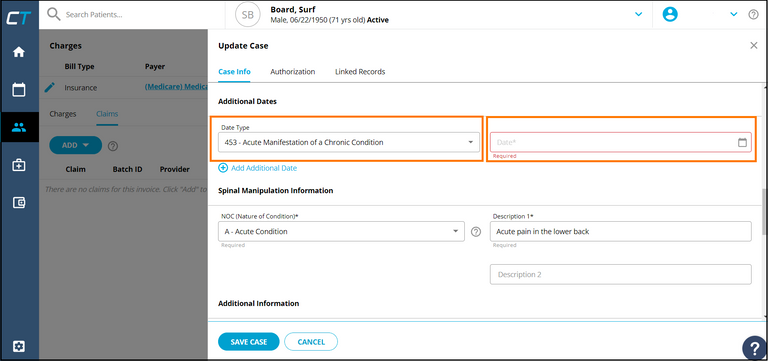 CT
Search Patients...
SB
Board, Surf
Male, 06/22/1950 (71 yrs old) Active
Charges
Bill Type
Payer
Insurance
(Medicare) Medica
Charges
Claims
ADD
Claim
Batch ID
Provider
There are no claims for this invoice. Click "Add" to
Update Case
Case Info
Authorization
Linked Records
Additional Dates
Date Type
453 - Acute Manifestation of a Chronic Condition
Date*
Required
Add Additional Date
Spinal Manipulation Information
NOC (Nature of Condition)*
A - Acute Condition
Required
Description 1*
Acute pain in the lower back
Required
Description 2
Additional Information
SAVE CASE
CANCEL